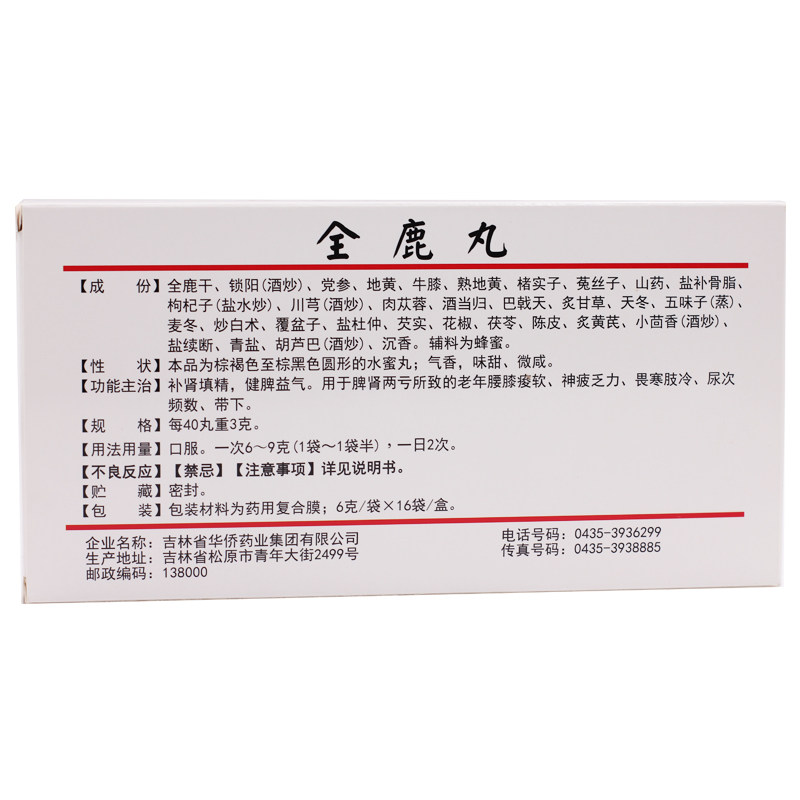 全鹿丸
【成 份】全鹿干、锁阳(酒炒)、党参、地黄、牛膝、熟地黄、楮实子、菟丝子、山药、盐补骨脂、
枸杞子(盐水炒)、川芎(酒炒)、肉苁蓉、酒当归、巴戟天、炙甘草、天冬、五味子(蒸)、
麦冬、炒白术、覆盆子、盐杜仲、芡实、花椒、茯苓、陈皮、炙黄芪、小茴香(酒炒)、
盐续断、青盐、胡芦巴(酒炒)、沉香。辅料为蜂蜜。
【性 状】本品为棕褐色至棕黑色圆形的水蜜丸；气香，味甜、微咸。
【功能主治】补肾填精，健脾益气。用于脾肾两亏所致的老年腰膝痠软、神疲乏力、畏寒肢冷、尿次
频数、带下。
【规 格】每40丸重3克。
【用法用量】口服。一次6～9克(1袋～1袋半)，一日2次。
【不良反应】【禁忌】【注意事项】详见说明书。
【贮 藏】密封。
【包 装】包装材料为药用复合膜；6克/袋×16袋/盒。
企业名称：吉林省华侨药业集团有限公司 电话号码：0435-3936299
生产地址：吉林省松原市青年大街2499号 传真号码：0435-3938885
邮政编码：138000